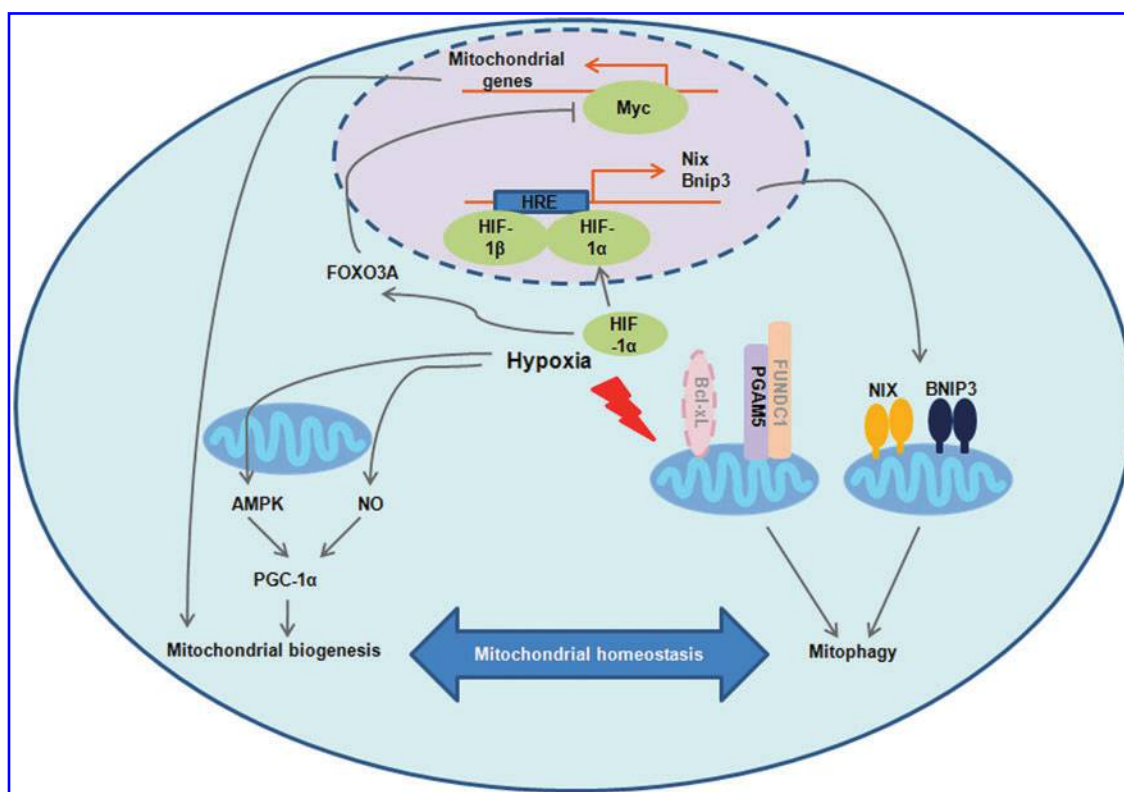 Mitochondrial
genes
Myc
Nix
Bnip3
HRE
HIF-
1β
HIF-
1α
FOXO3A
HIF
-1α
Hypoxia
Bcl-xL
PGAM5
FUNDC1
NIX
BNIP3
AMPK
NO
PGC-1α
Mitochondrial biogenesis
Mitochondrial homeostasis
Mitophagy